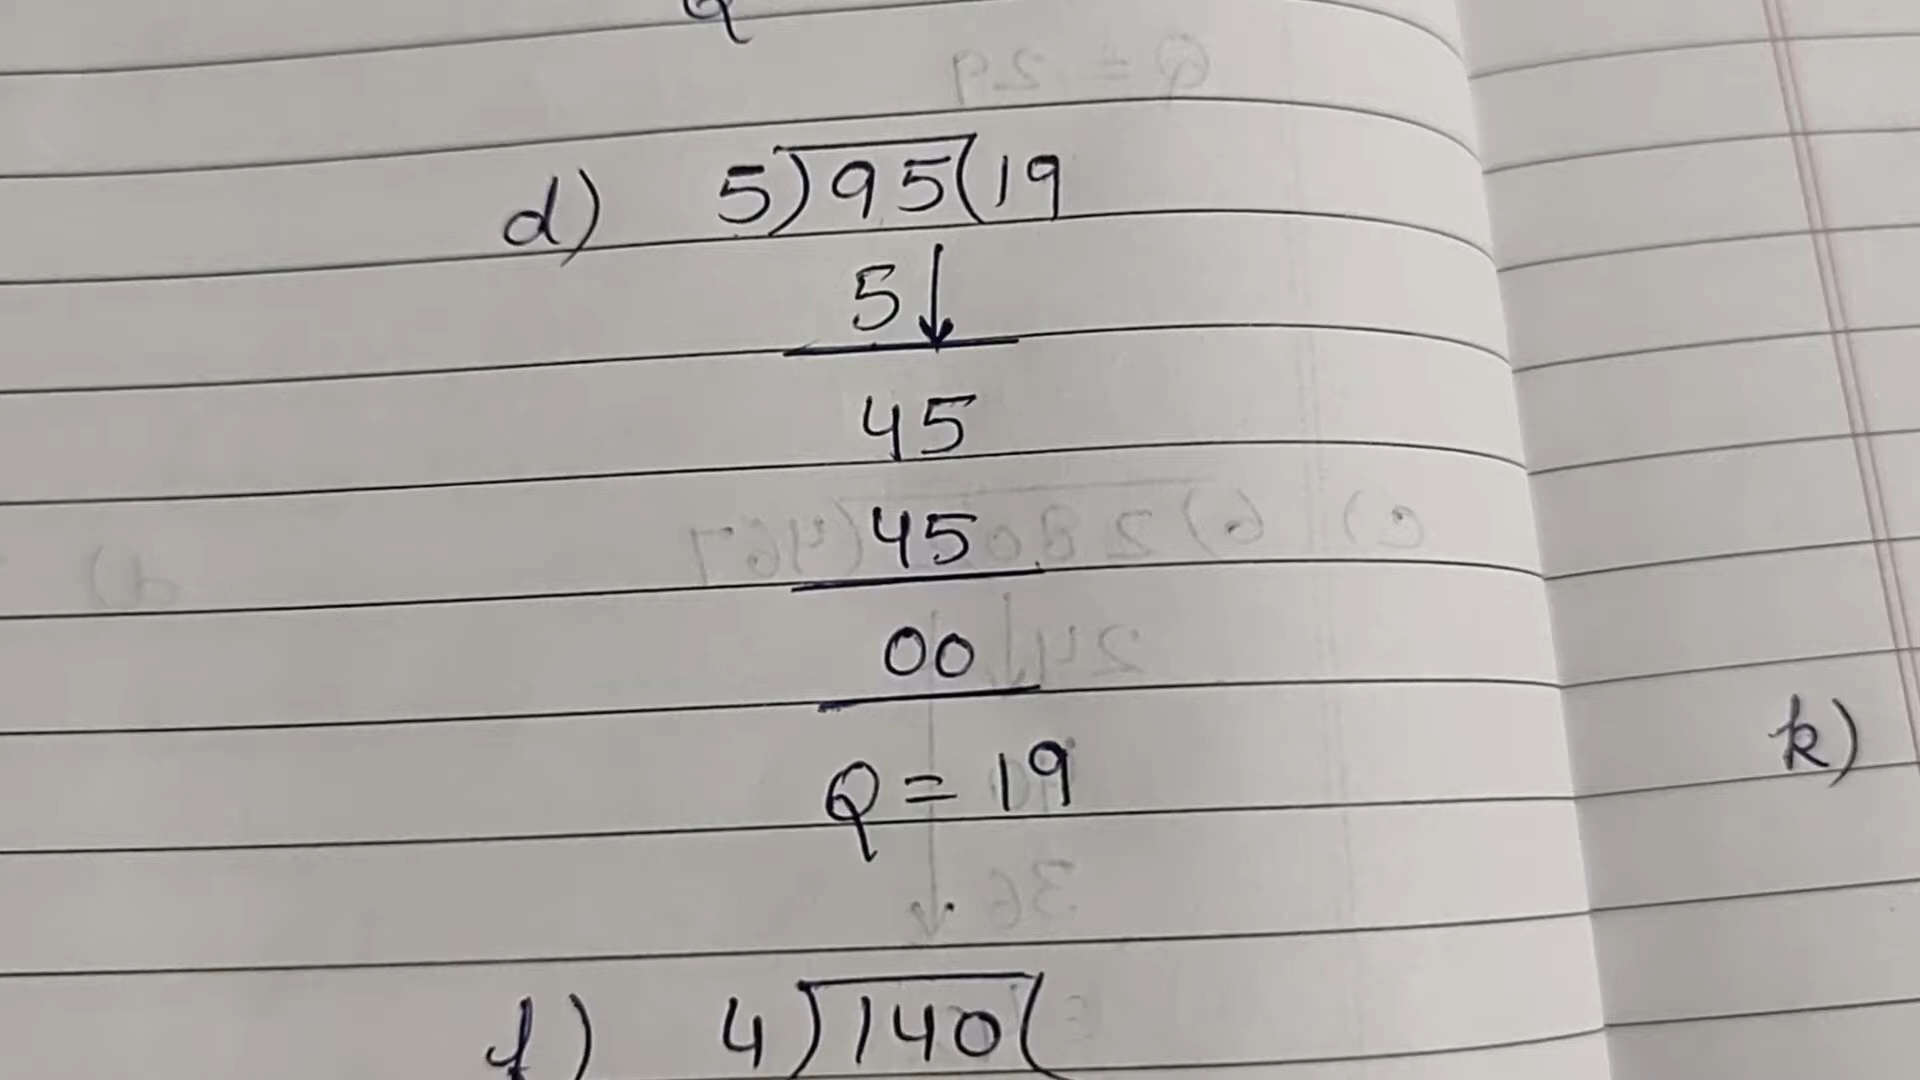 d) 5)95(19
5↓
45
45
00
Q = 19
k)
f) 4)140(